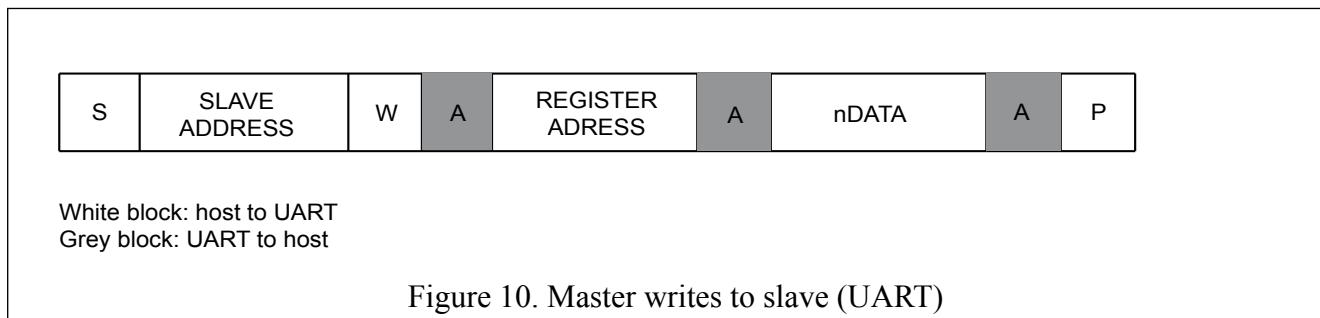 S
SLAVE
ADDRESS
W
A
REGISTER
ADRESS
A
nDATA
A
P
White block: host to UART
Grey block: UART to host
Figure 10. Master writes to slave (UART)